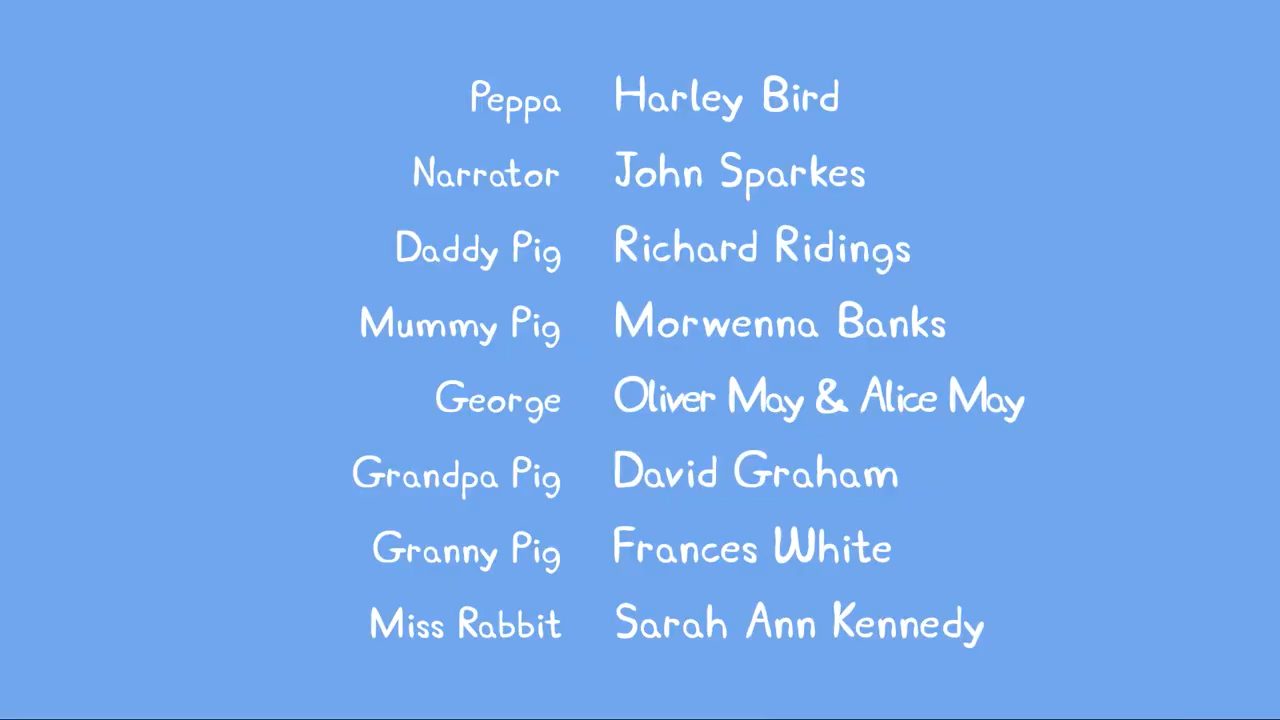 Peppa Harley Bird
Narrator John Sparkes
Daddy Pig Richard Ridings
Mummy Pig Morwenna Banks
George Oliver May & Alice May
Grandpa Pig David Graham
Granny Pig Frances White
Miss Rabbit Sarah Ann Kennedy